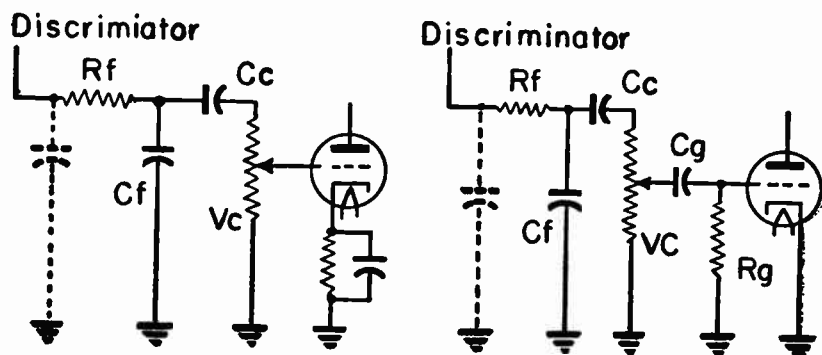 Discrimiator
Rf
Cc
Cf
Vc
Discriminator
Rf
Cc
Cg
Cf
VC
Rg